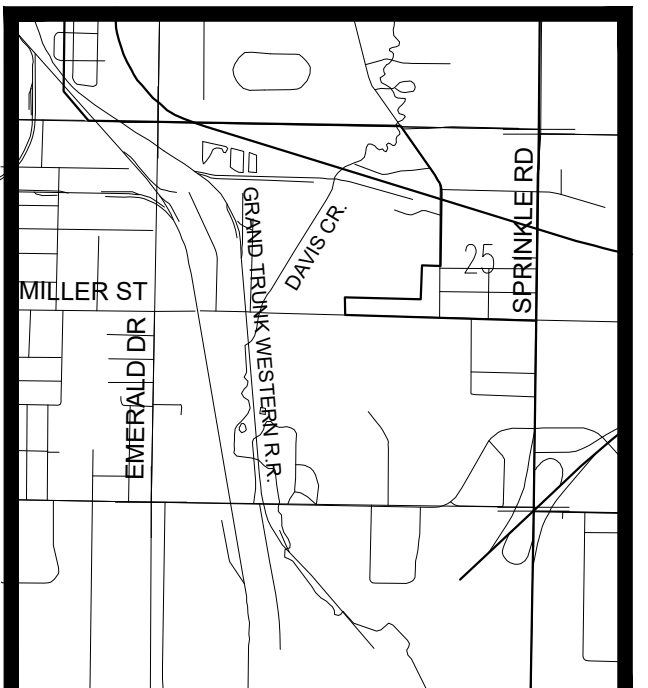 SPRINKLE RD
GRAND TRUNK WESTERN R.R.
DAVIS CR.
25
MILLER ST
EMERALD DR